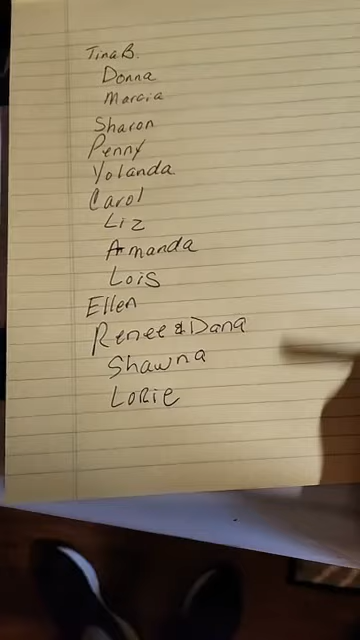 Tina B.
Donna
Marcia
Sharon
Penny
Yolanda
Carol
Liz
Amanda
Lois
Ellen
Renee & Dana
Shawna
LoRie